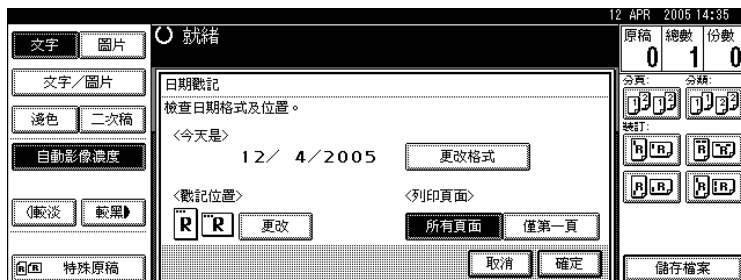 12 APR 2005 14:35
文字 圖片
就緒
原稿 總數 份數
0 1 0
文字／圖片
淺色 二次稿
自動影像濃度
較淡 較黑
特殊原稿
日期戳記
檢查日期格式及位置。
〈今天是〉
12/ 4/2005 更改格式
〈戳記位置〉 〈列印頁面〉
R R 更改 所有頁面 僅第一頁
取消 確定
分頁: 分類:
裝訂:
儲存檔案